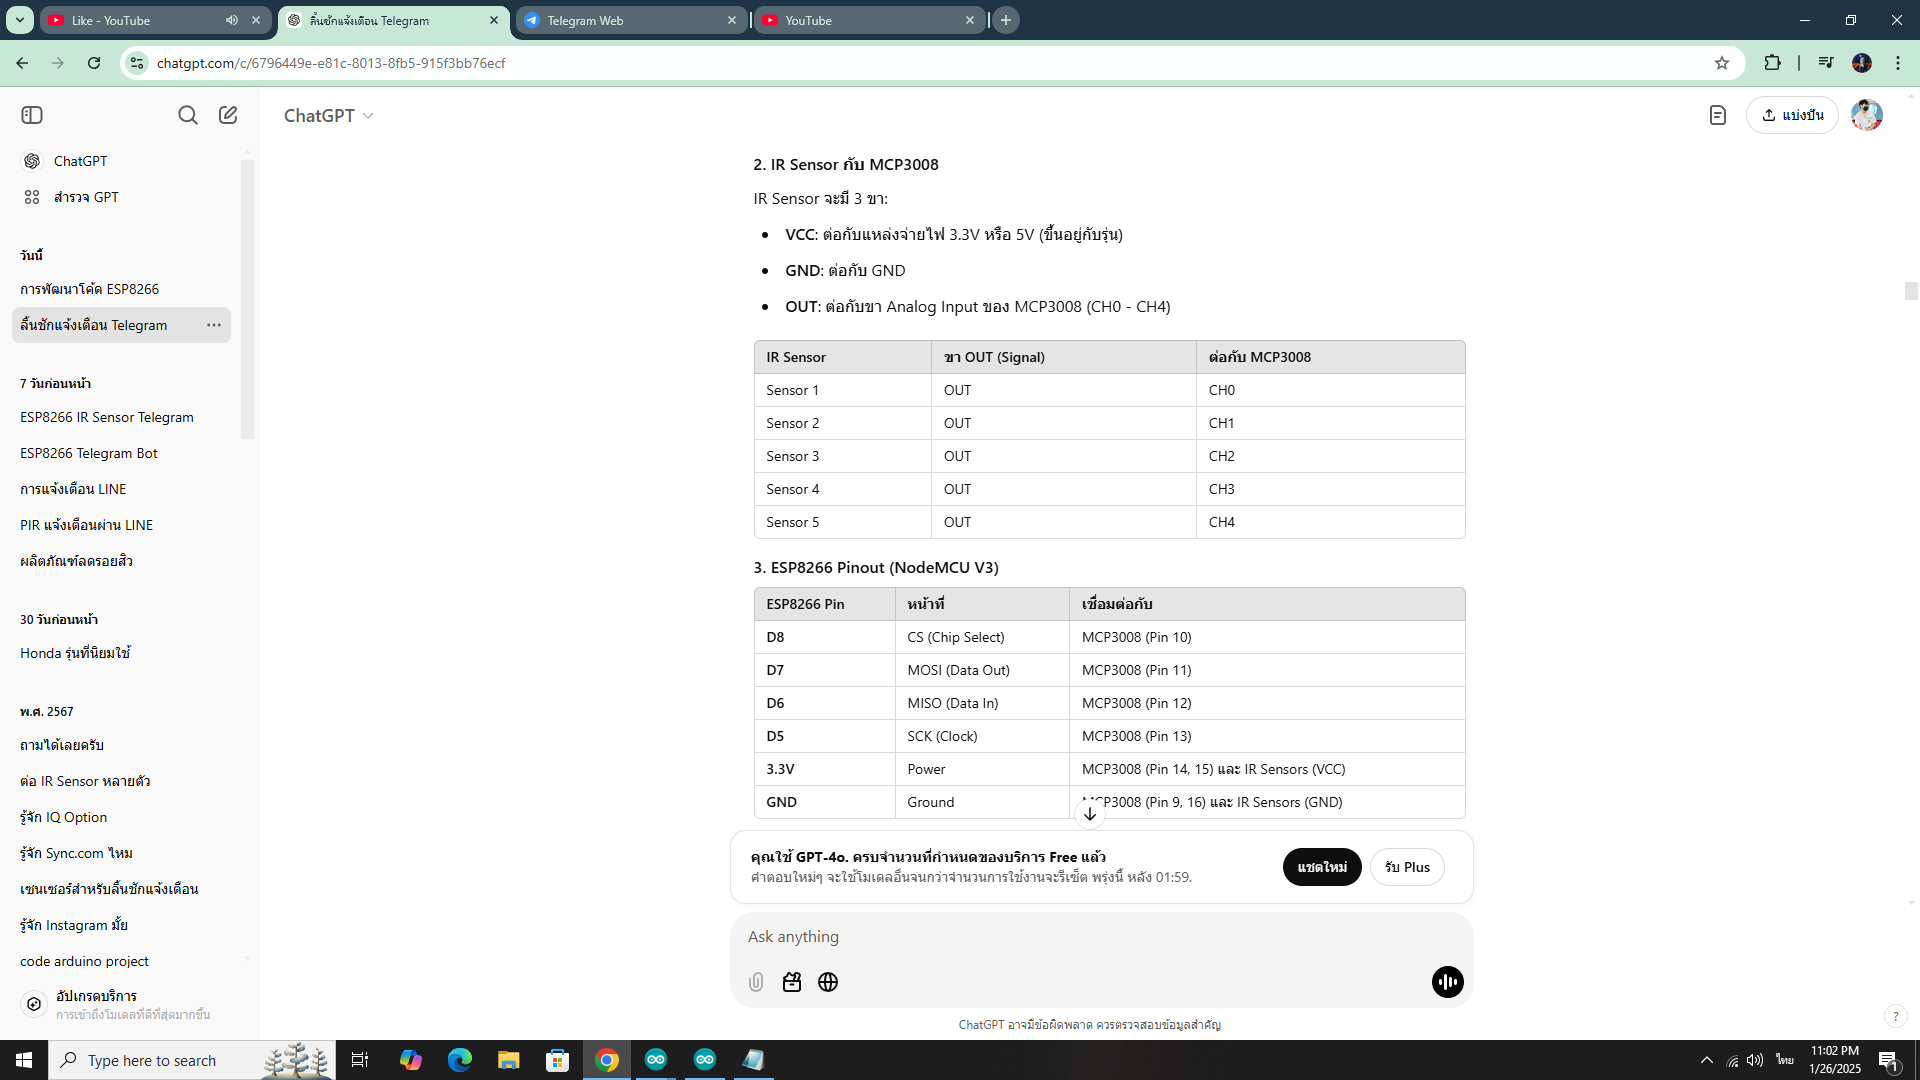 Like - YouTube
ลิ้นชักแจ้งเตือน Telegram
Telegram Web
YouTube
chatgpt.com/c/6796449e-e81c-8013-8fb5-915f3bb76ecf
ChatGPT
แบ่งปัน
ChatGPT
สำรวจ GPT
วันนี้
การพัฒนาโค้ด ESP8266
ลิ้นชักแจ้งเตือน Telegram
7 วันก่อนหน้า
ESP8266 IR Sensor Telegram
ESP8266 Telegram Bot
การแจ้งเตือน LINE
PIR แจ้งเตือนผ่าน LINE
ผลิตภัณฑ์ลดรอยสิว
30 วันก่อนหน้า
Honda รุ่นที่นิยมใช้
พ.ศ. 2567
ถามได้เลยครับ
ต่อ IR Sensor หลายตัว
รู้จัก IQ Option
รู้จัก Sync.com ไหม
เซนเซอร์สำหรับลิ้นชักแจ้งเตือน
รู้จัก Instagram มั้ย
code arduino project
อัปเกรดบริการ
การเข้าถึงโมเดลที่ดีที่สุดมากขึ้น
2. IR Sensor กับ MCP3008
IR Sensor จะมี 3 ขา:
• VCC: ต่อกับแหล่งจ่ายไฟ 3.3V หรือ 5V (ขึ้นอยู่กับรุ่น)
• GND: ต่อกับ GND
• OUT: ต่อกับขา Analog Input ของ MCP3008 (CH0 - CH4)
IR Sensor ขา OUT (Signal) ต่อกับ MCP3008
Sensor 1 OUT CH0
Sensor 2 OUT CH1
Sensor 3 OUT CH2
Sensor 4 OUT CH3
Sensor 5 OUT CH4
3. ESP8266 Pinout (NodeMCU V3)
ESP8266 Pin หน้าที่ เชื่อมต่อกับ
D8 CS (Chip Select) MCP3008 (Pin 10)
D7 MOSI (Data Out) MCP3008 (Pin 11)
D6 MISO (Data In) MCP3008 (Pin 12)
D5 SCK (Clock) MCP3008 (Pin 13)
3.3V Power MCP3008 (Pin 14, 15) และ IR Sensors (VCC)
GND Ground MCP3008 (Pin 9, 16) และ IR Sensors (GND)
คุณใช้ GPT-4o. ครบจำนวนที่กำหนดของบริการ Free แล้ว
คำตอบใหม่ๆ จะใช้โมเดลอื่นจนกว่าจำนวนการใช้งานจะรีเซ็ต พรุ่งนี้ หลัง 01:59.
แชตใหม่
รับ Plus
Ask anything
ChatGPT อาจมีข้อผิดพลาด ควรตรวจสอบข้อมูลสำคัญ
?
Type here to search
ไทย
11:02 PM
1/26/2025
1